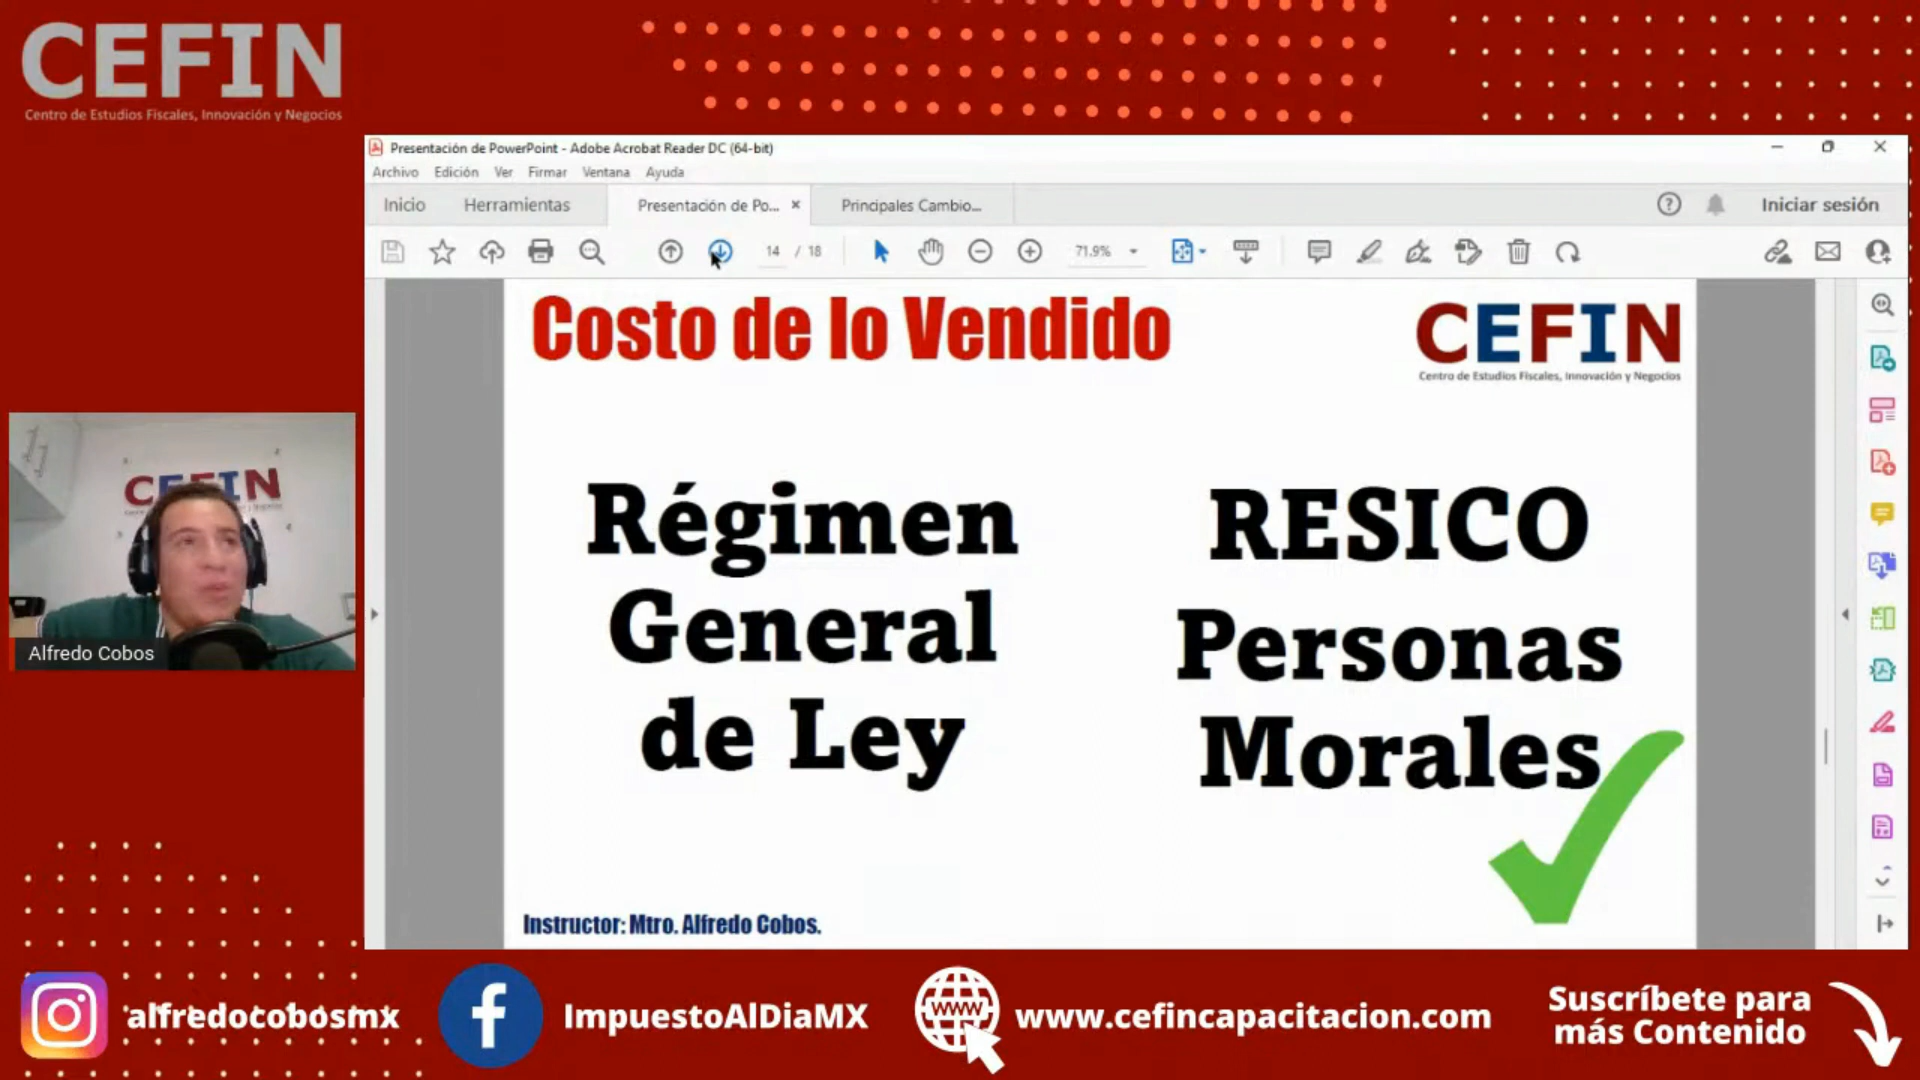 CEFIN
Centro de Estudios Fiscales, Innovación y Negocios
Presentación de PowerPoint - Adobe Acrobat Reader DC (64-bit)
Archivo Edición Ver Firmar Ventana Ayuda
Inicio Herramientas Presentación de Po... Principales Cambio... Iniciar sesión
14 / 18 71.9%
Costo de lo Vendido
CEFIN
Centro de Estudios Fiscales, Innovación y Negocios
Régimen
General
de Ley
RESICO
Personas
Morales
Instructor: Mtro. Alfredo Cobos.
CEFIN
Alfredo Cobos
alfredocobosmx
ImpuestoAlDiaMX
www
www.cefincapacitacion.com
Suscríbete para
más Contenido